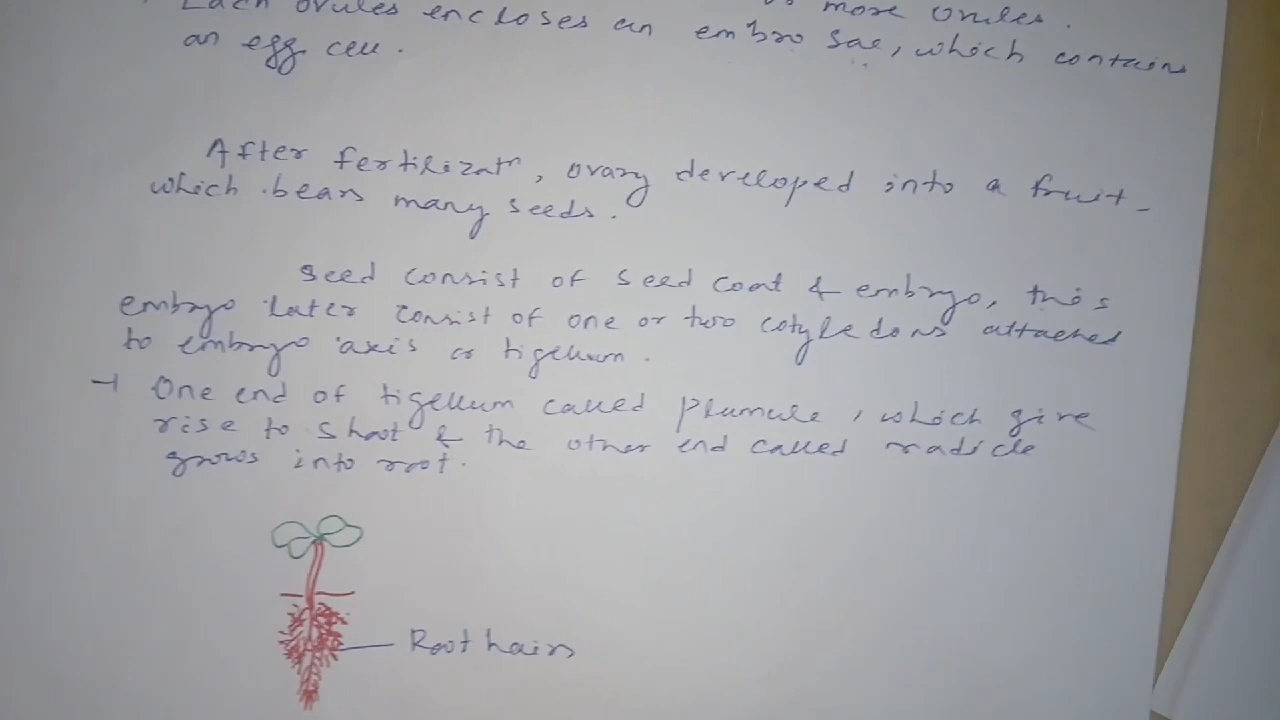 Each ovules encloses an embro sac, which contains more ovules.
an egg cell.
After fertilizatn, ovary developed into a fruit
which bears many seeds.
Seed consist of seed coat & embryo, this
embryo later consist of one or two cotyledons attached
to embryo axis or tigellum.
→ One end of tigellum called plumule, which give
rise to shoot & the other end called radicle
grows into root.
Root hairs